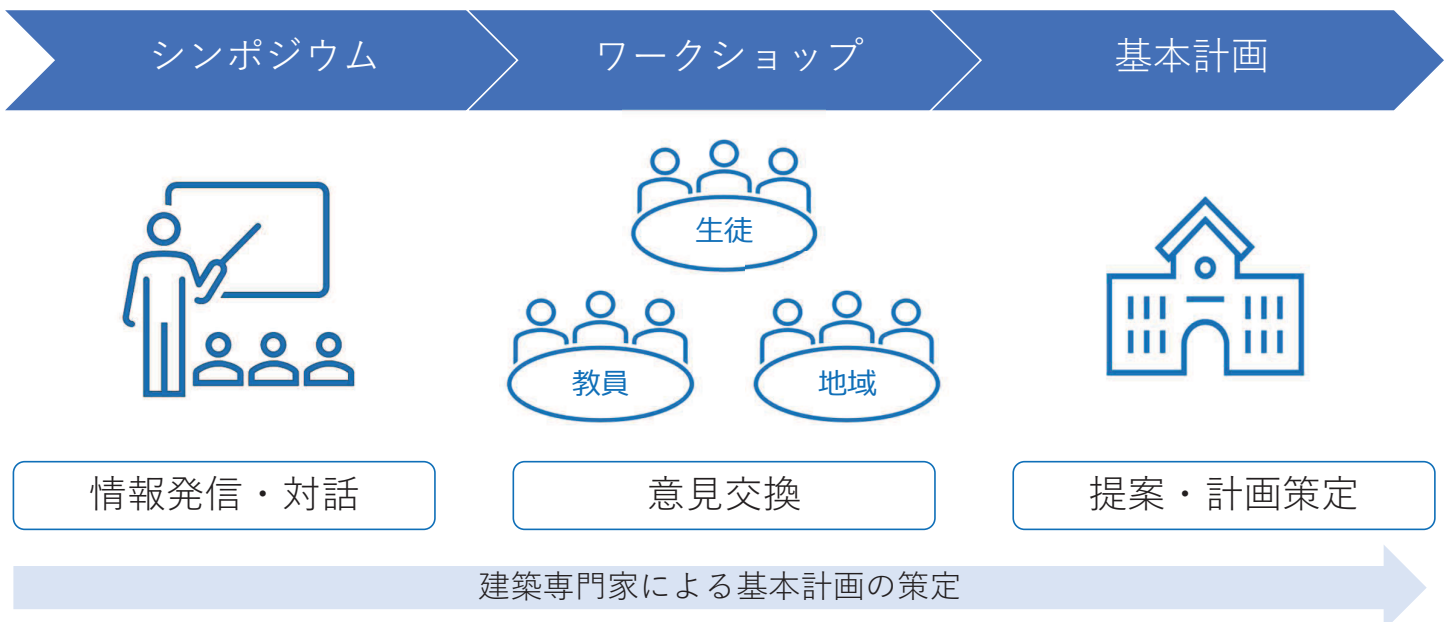 シンポジウム
ワークショップ
基本計画
生徒
教員
地域
情報発信・対話
意見交換
提案・計画策定
建築専門家による基本計画の策定